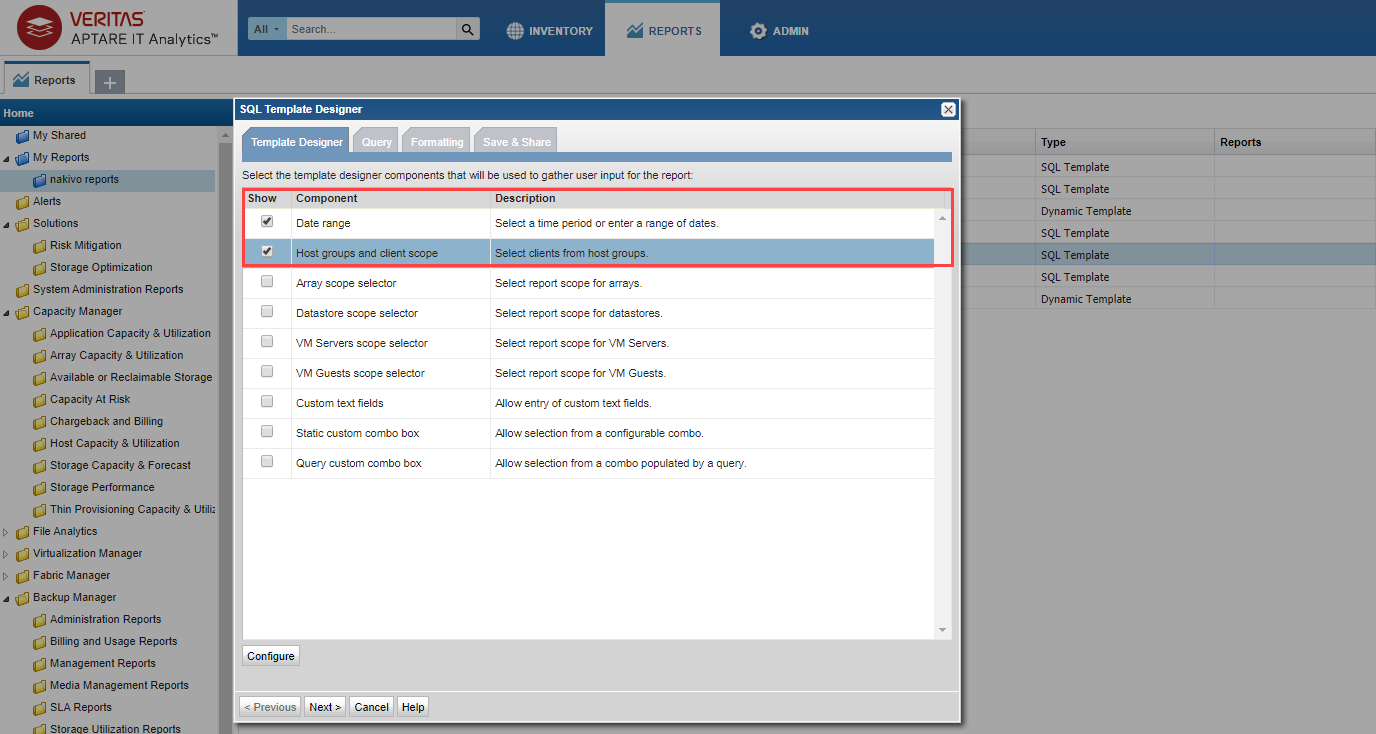 VERITAS
APTARE IT Analytics™
All
Search...
INVENTORY
REPORTS
ADMIN
Reports
Home
My Shared
My Reports
nakivo reports
Alerts
Solutions
Risk Mitigation
Storage Optimization
System Administration Reports
Capacity Manager
Application Capacity & Utilization
Array Capacity & Utilization
Available or Reclaimable Storage
Capacity At Risk
Chargeback and Billing
Host Capacity & Utilization
Storage Capacity & Forecast
Storage Performance
Thin Provisioning Capacity & Utiliz
File Analytics
Virtualization Manager
Fabric Manager
Backup Manager
Administration Reports
Billing and Usage Reports
Management Reports
Media Management Reports
SLA Reports
Storage Utilization Reports
SQL Template Designer
Template Designer Query Formatting Save & Share
Select the template designer components that will be used to gather user input for the report:
Show Component Description
Date range Select a time period or enter a range of dates.
Host groups and client scope Select clients from host groups.
Array scope selector Select report scope for arrays.
Datastore scope selector Select report scope for datastores.
VM Servers scope selector Select report scope for VM Servers.
VM Guests scope selector Select report scope for VM Guests.
Custom text fields Allow entry of custom text fields.
Static custom combo box Allow selection from a configurable combo.
Query custom combo box Allow selection from a combo populated by a query.
Configure
< Previous Next > Cancel Help
Type Reports
SQL Template
SQL Template
Dynamic Template
SQL Template
SQL Template
SQL Template
Dynamic Template